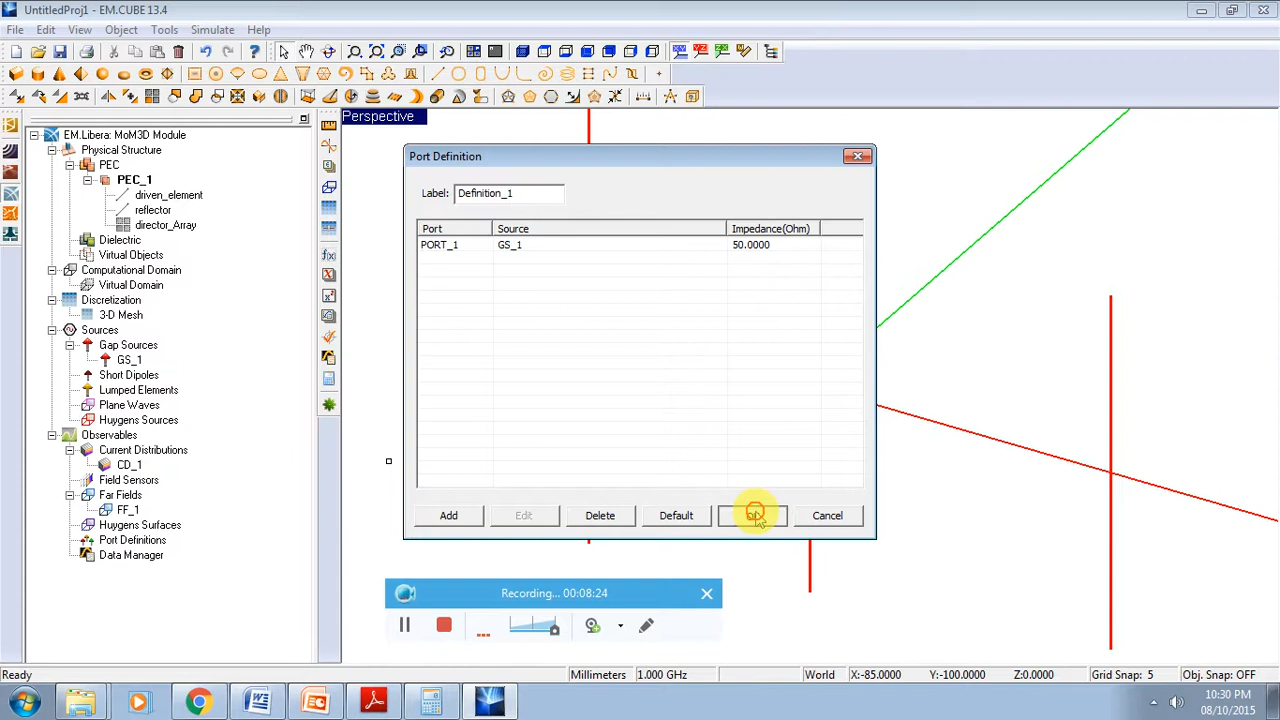 UntitledProj1 - EM.CUBE 13.4
File Edit View Object Tools Simulate Help
Perspective
EM.Libera: MoM3D Module
Physical Structure
PEC
PEC_1
driven_element
reflector
director_Array
Dielectric
Virtual Objects
Computational Domain
Virtual Domain
Discretization
3-D Mesh
Sources
Gap Sources
GS_1
Short Dipoles
Lumped Elements
Plane Waves
Huygens Sources
Observables
Current Distributions
CD_1
Field Sensors
Far Fields
FF_1
Huygens Surfaces
Port Definitions
Data Manager
Port Definition
Label: Definition_1
Port Source Impedance(Ohm)
PORT_1 GS_1 50.0000
Add Edit Delete Default Cancel
Recording... 00:08:24
Ready Millimeters 1.000 GHz World X:-85.0000 Y:-100.0000 Z:0.0000 Grid Snap: 5 Obj. Snap: OFF
10:30 PM
08/10/2015